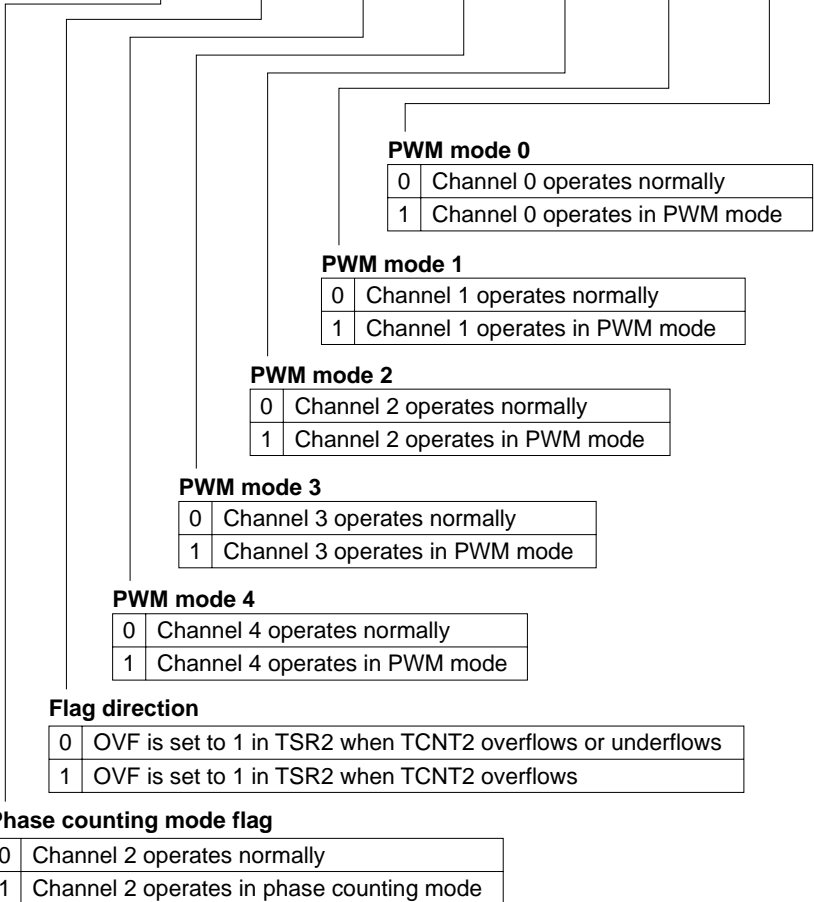 PWM mode 0
0 Channel 0 operates normally
1 Channel 0 operates in PWM mode
PWM mode 1
0 Channel 1 operates normally
1 Channel 1 operates in PWM mode
PWM mode 2
0 Channel 2 operates normally
1 Channel 2 operates in PWM mode
PWM mode 3
0 Channel 3 operates normally
1 Channel 3 operates in PWM mode
PWM mode 4
0 Channel 4 operates normally
1 Channel 4 operates in PWM mode
Flag direction
0 OVF is set to 1 in TSR2 when TCNT2 overflows or underflows
1 OVF is set to 1 in TSR2 when TCNT2 overflows
Phase counting mode flag
0 Channel 2 operates normally
1 Channel 2 operates in phase counting mode